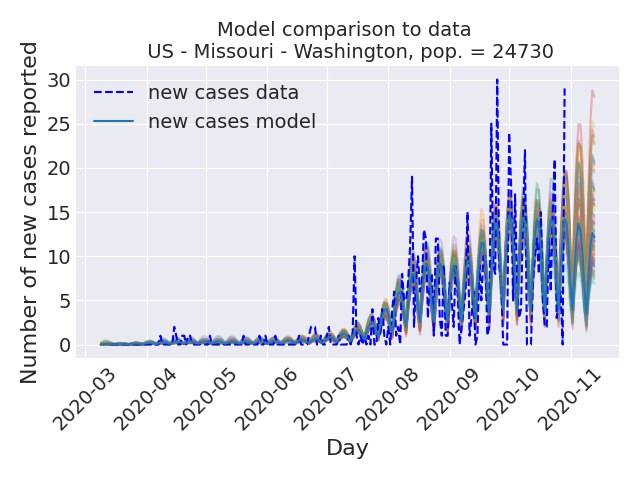 Model comparison to data
US - Missouri - Washington, pop. = 24730
Number of new cases reported
30
25
20
15
10
5
0
new cases data
new cases model
2020-03
2020-04
2020-05
2020-06
2020-07
2020-08
2020-09
2020-10
2020-11
Day